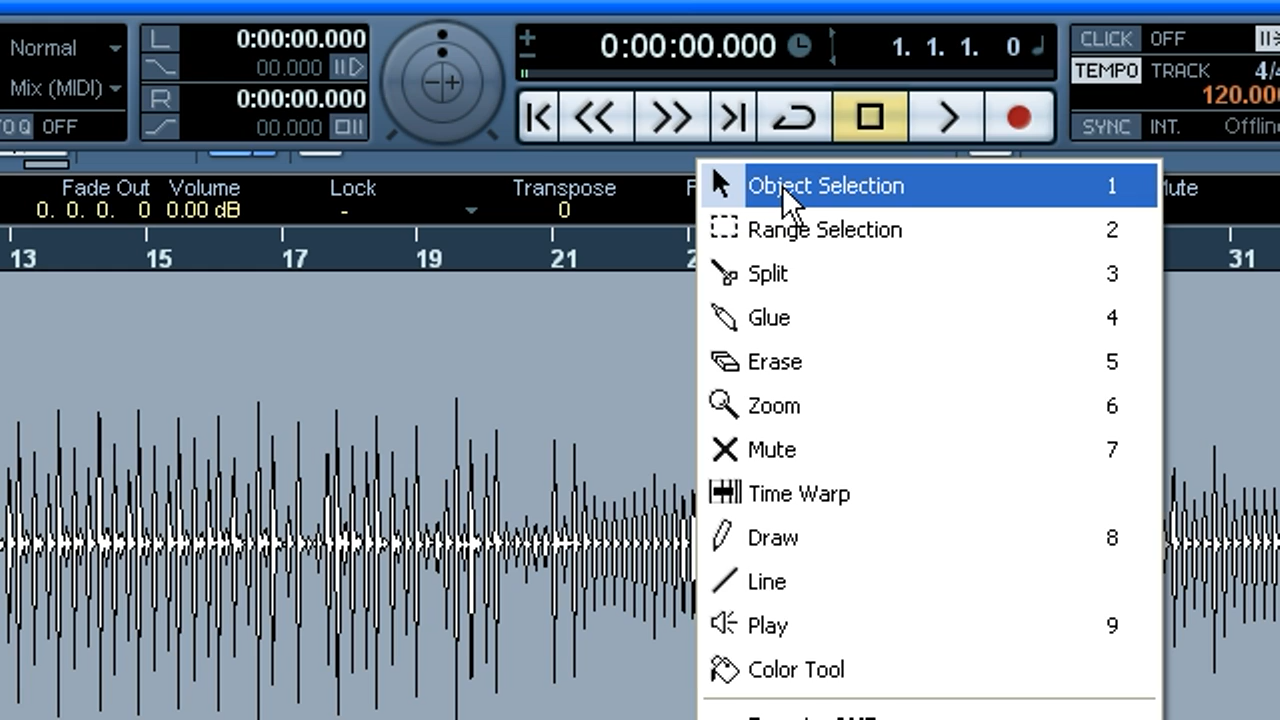 Normal
Mix (MIDI)
OFF
L 0:00:00.000
00.000
R 0:00:00.000
00.000
0:00:00.000 1. 1. 1. 0
CLICK OFF
TEMPO TRACK
120.00
SYNC INT.
Fade Out Volume Lock Transpose
0. 0. 0. 0 0.00 dB - 0
13 15 17 19 21 31
Object Selection 1
Range Selection 2
Split 3
Glue 4
Erase 5
Zoom 6
Mute 7
Time Warp
Draw 8
Line
Play 9
Color Tool